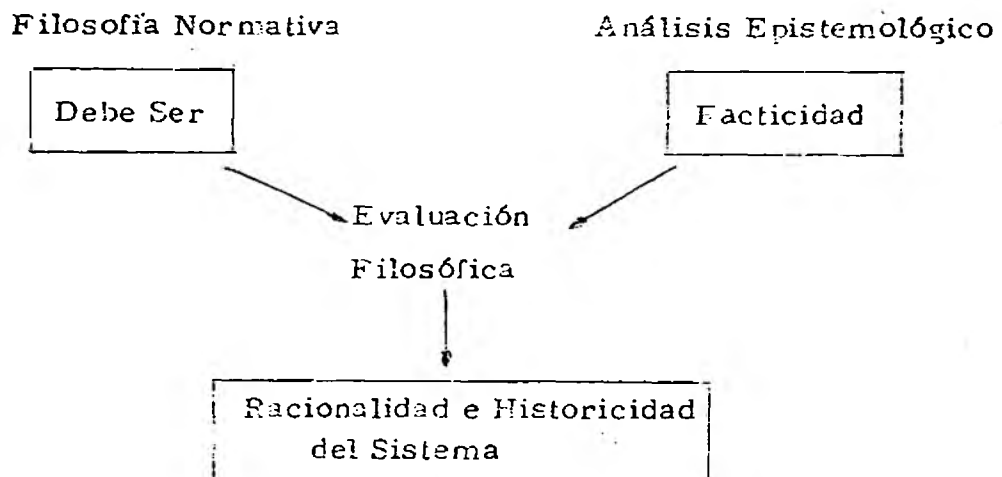 Filosofía Normativa
Análisis Epistemológico
Debe Ser
Facticidad
Evaluación
Filosófica
Racionalidad e Historicidad
del Sistema